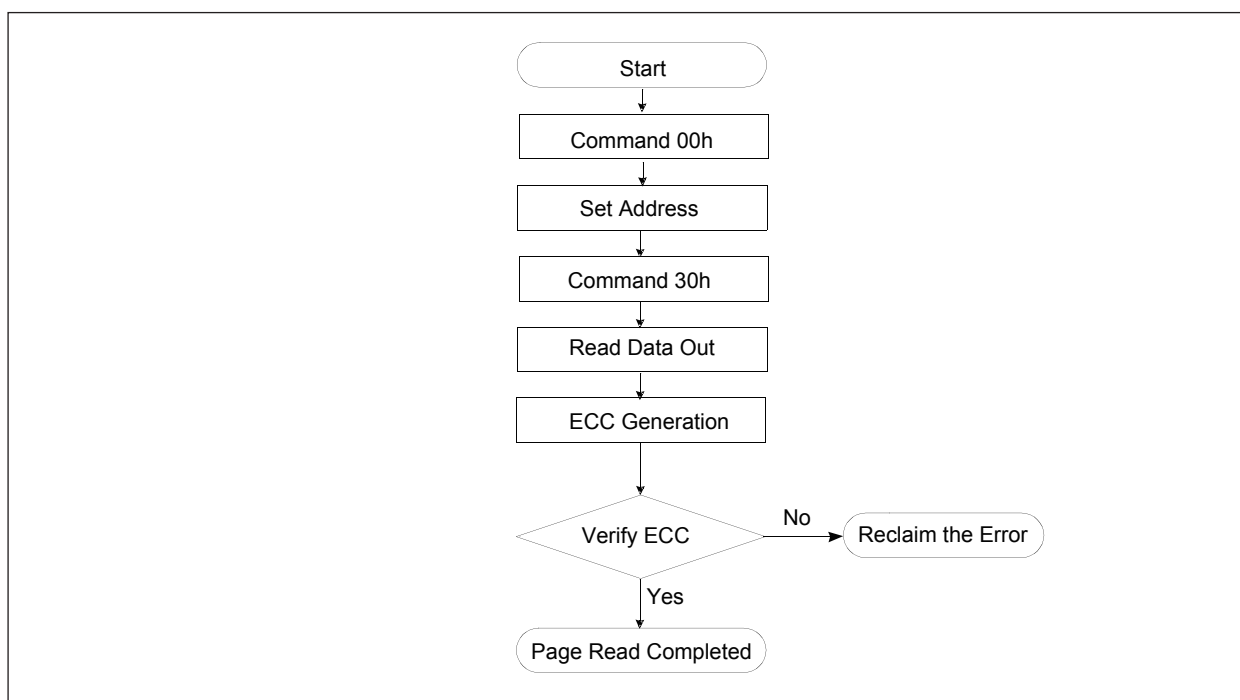 Start
Command 00h
Set Address
Command 30h
Read Data Out
ECC Generation
Verify ECC
No
Reclaim the Error
Yes
Page Read Completed